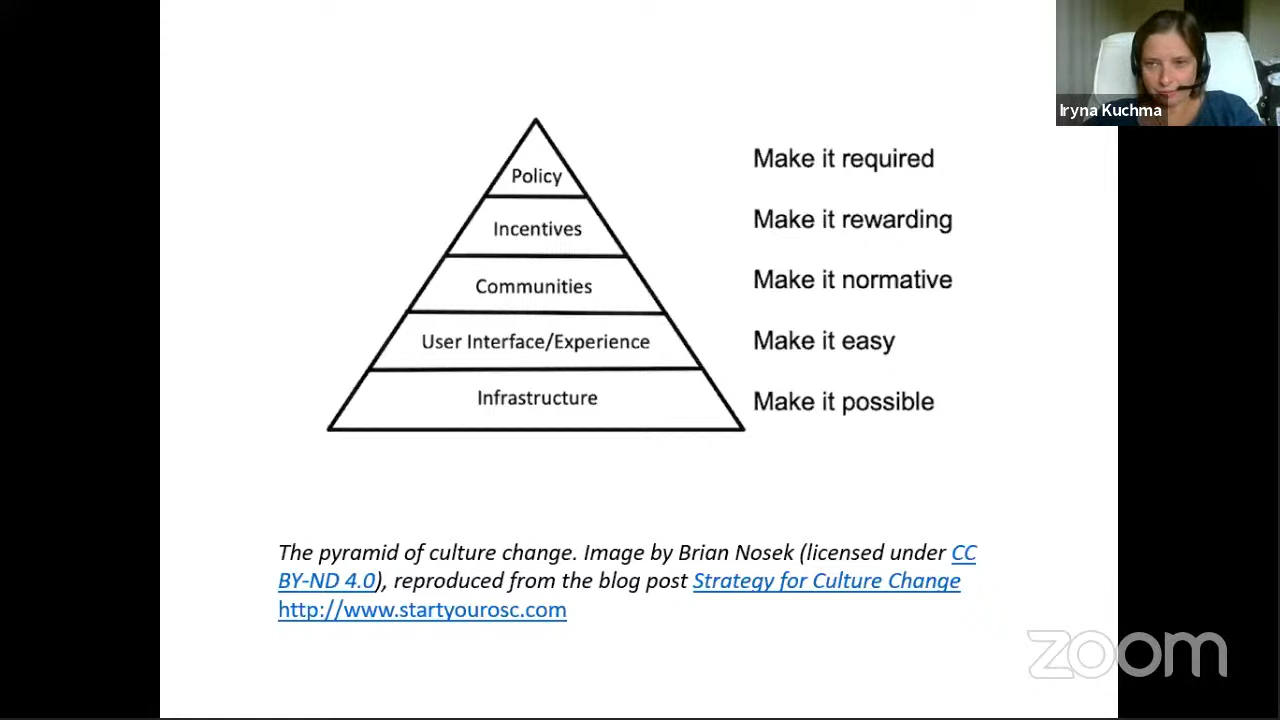 Iryna Kuchma
Policy
Make it required
Incentives
Make it rewarding
Communities
Make it normative
User Interface/Experience
Make it easy
Infrastructure
Make it possible
The pyramid of culture change. Image by Brian Nosek (licensed under CC
BY-ND 4.0), reproduced from the blog post Strategy for Culture Change
http://www.startyourosc.com
zoom